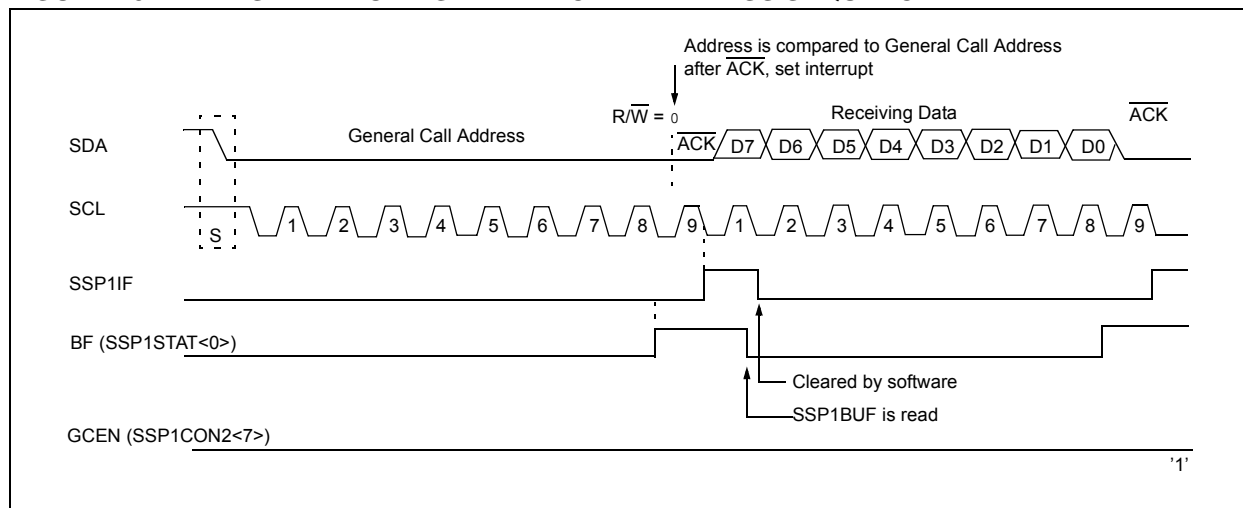 Address is compared to General Call Address
after ACK, set interrupt
R/W = 0
Receiving Data
ACK
SDA
General Call Address
ACK
D7 D6 D5 D4 D3 D2 D1 D0
SCL
S
1 2 3 4 5 6 7 8 9 1 2 3 4 5 6 7 8 9
SSP1IF
BF (SSP1STAT<0>)
Cleared by software
SSP1BUF is read
GCEN (SSP1CON2<7>)
'1'